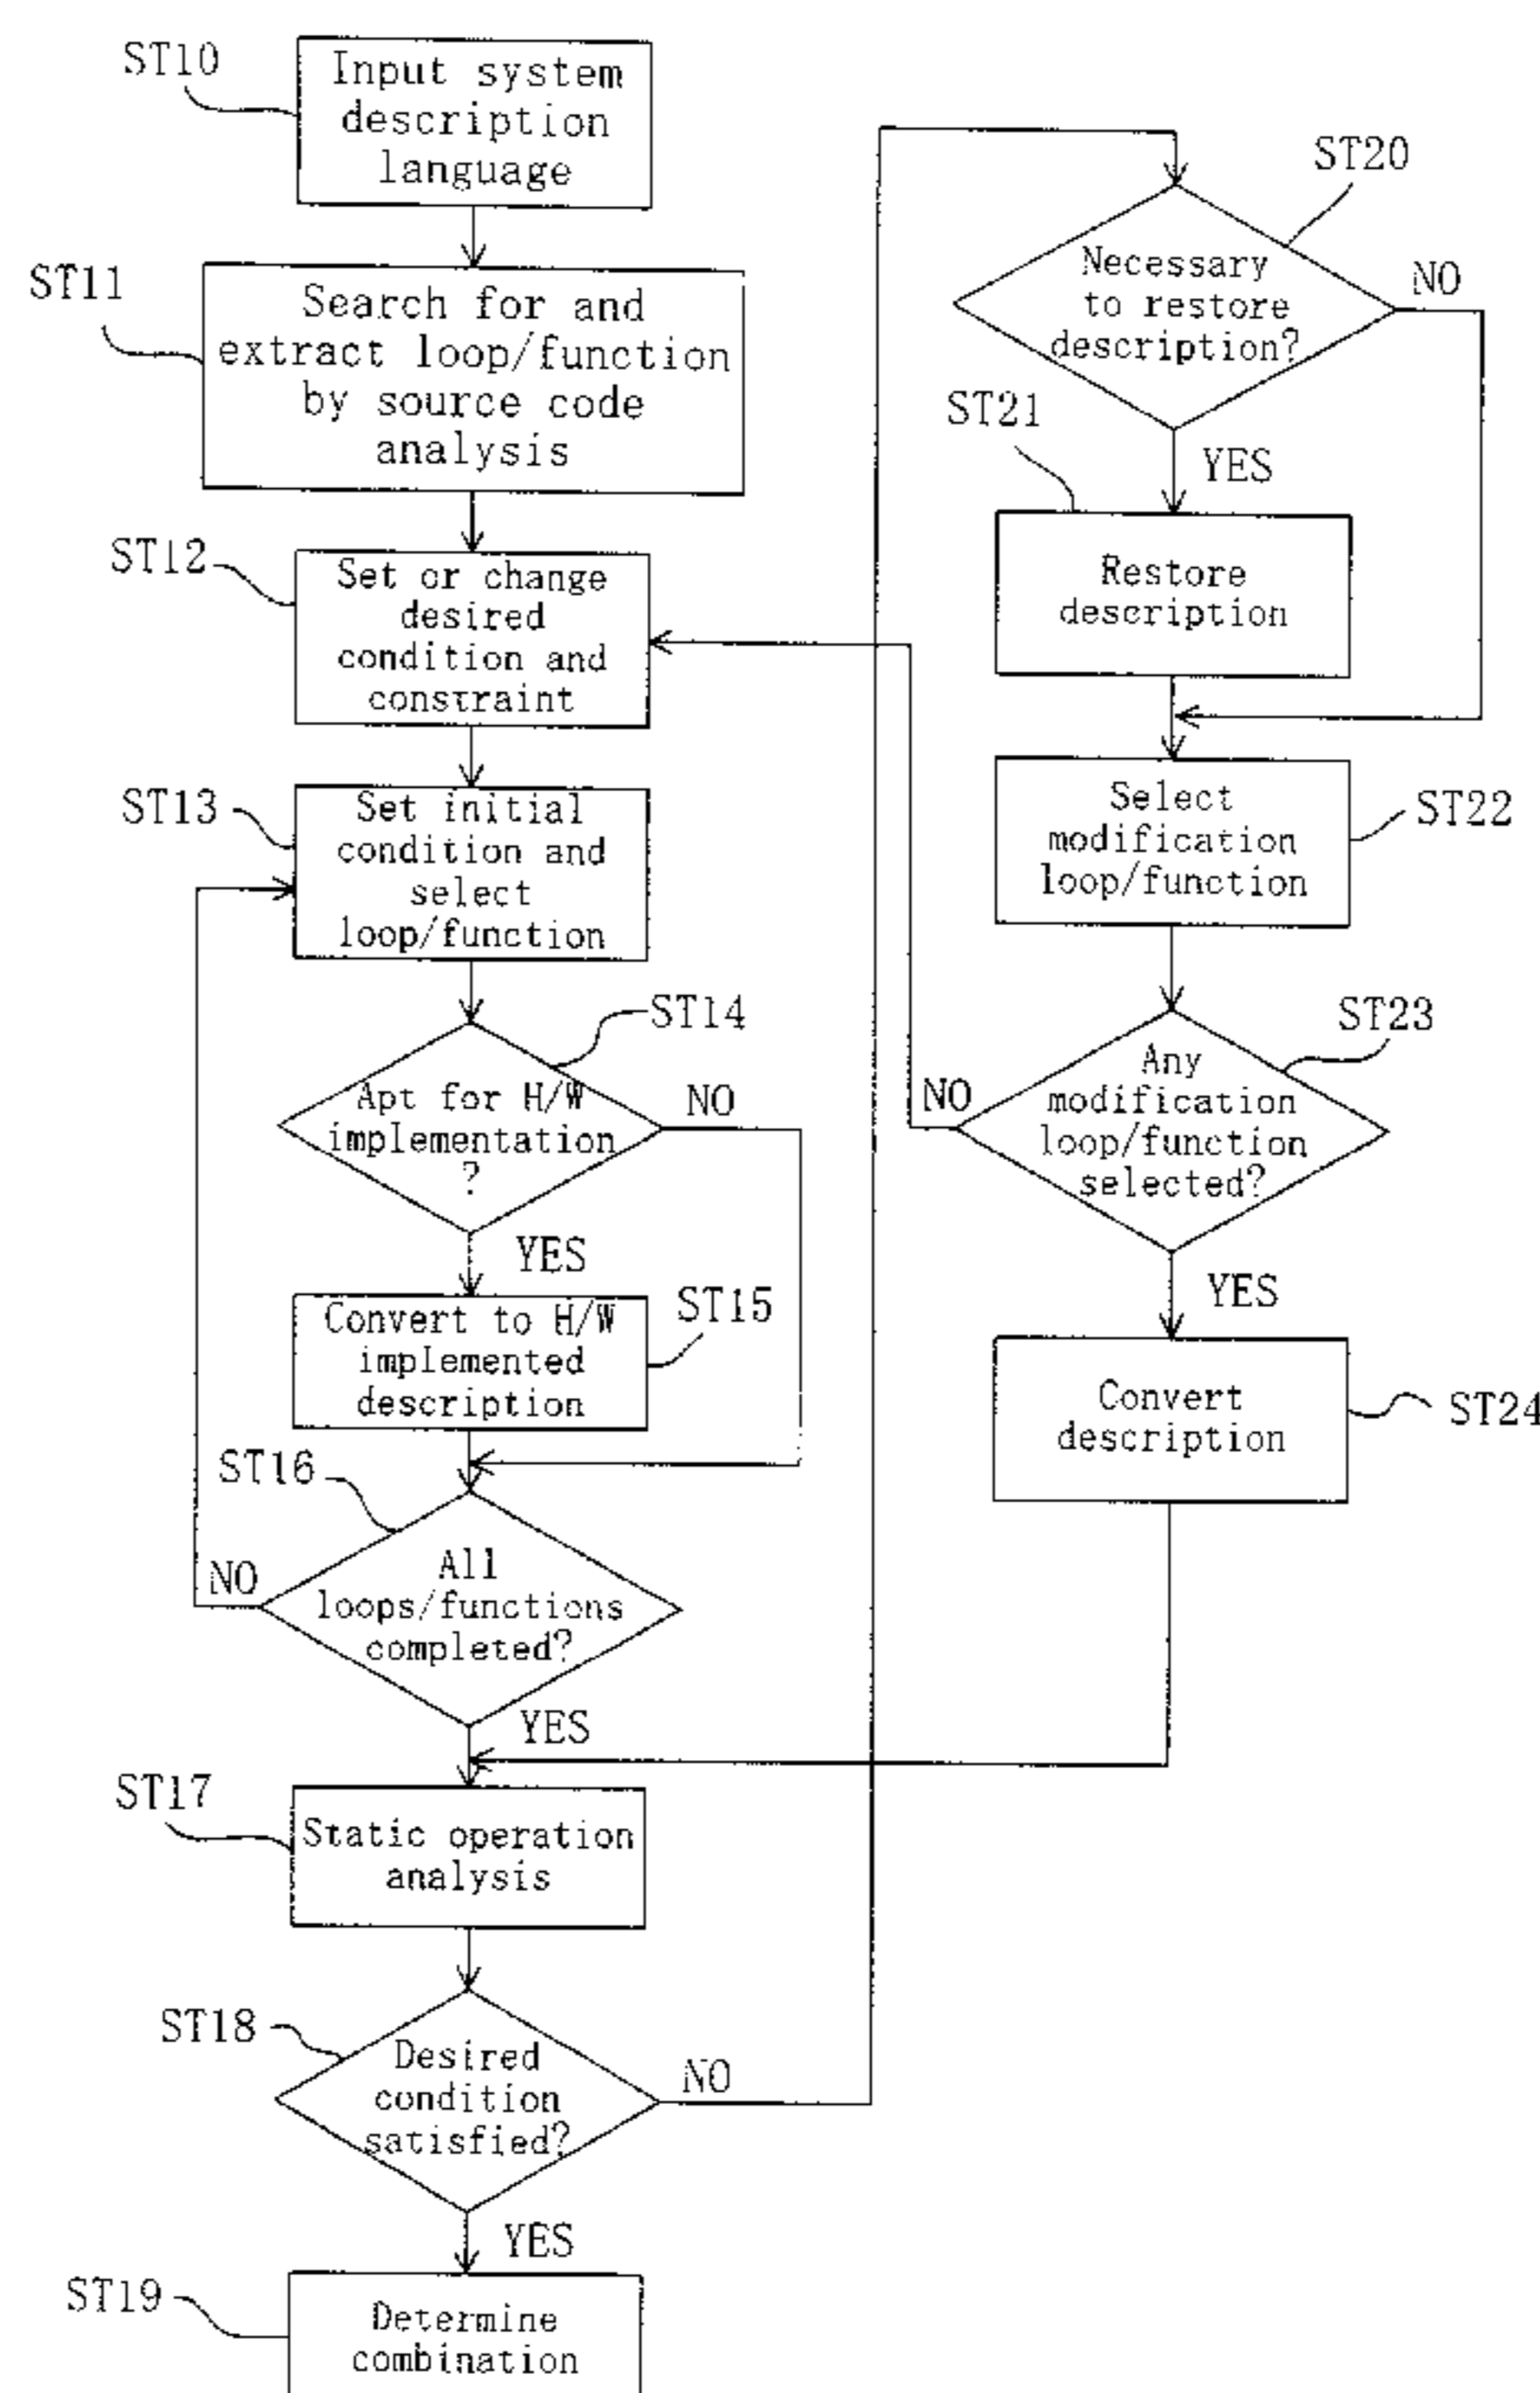 ST10
Input system
description
language
ST11
Search for and
extract loop/function
by source code
analysis
ST12
Set or change
desired
condition and
constraint
ST13
Set initial
condition and
select
loop/function
ST14
Apt for H/W
implementation
?
NO
YES
ST15
Convert to H/W
implemented
description
ST16
All
loops/functions
completed?
NO
YES
ST17
Static operation
analysis
ST18
Desired
condition
satisfied?
NO
YES
ST19
Determine
combination
ST20
Necessary
to restore
description?
NO
YES
ST21
Restore
description
ST22
Select
modification
loop/function
ST23
Any
modification
loop/function
selected?
NO
YES
ST24
Convert
description